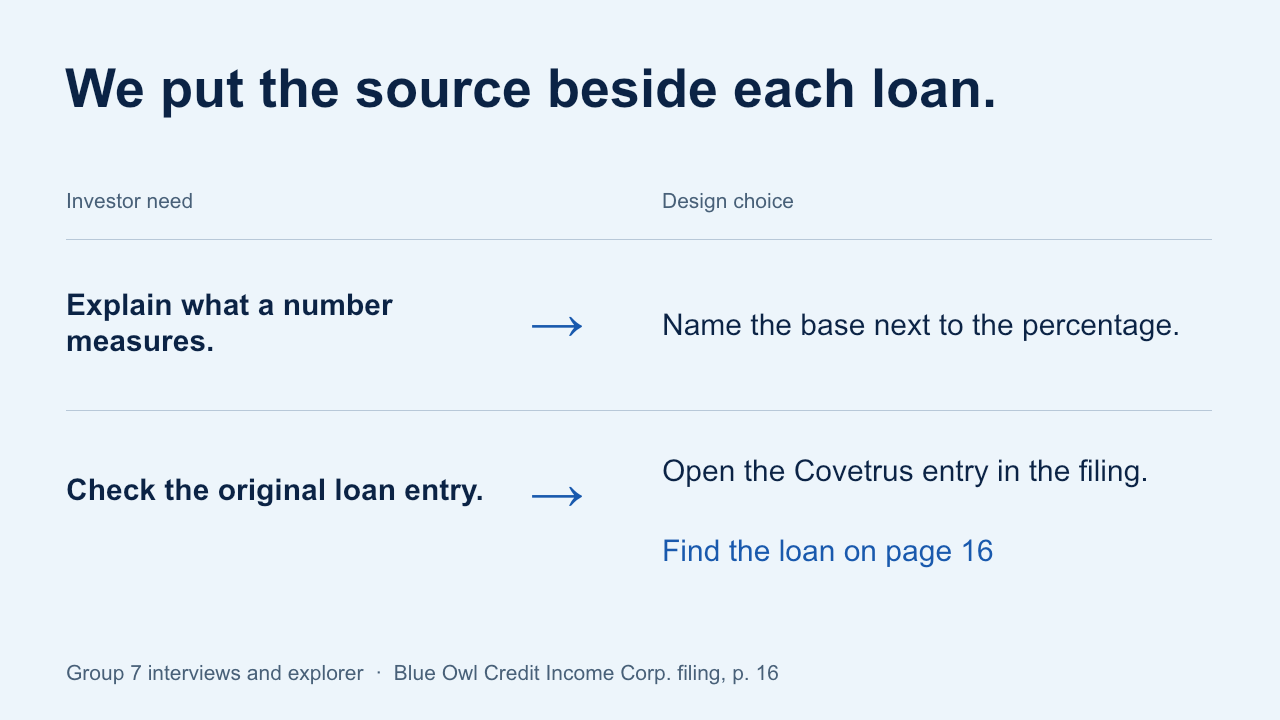 We put the source beside each loan.
Investor need
Design choice
Explain what a number
measures.
→
Name the base next to the percentage.
Check the original loan entry.
→
Open the Covetrus entry in the filing.
Find the loan on page 16
Group 7 interviews and explorer · Blue Owl Credit Income Corp. filing, p. 16